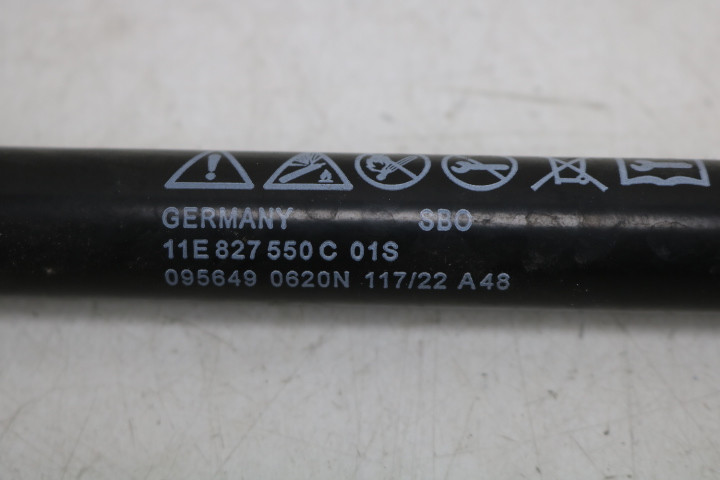 GERMANY SBO
11E 827 550 C 01S
095649 0620N 117/22 A48